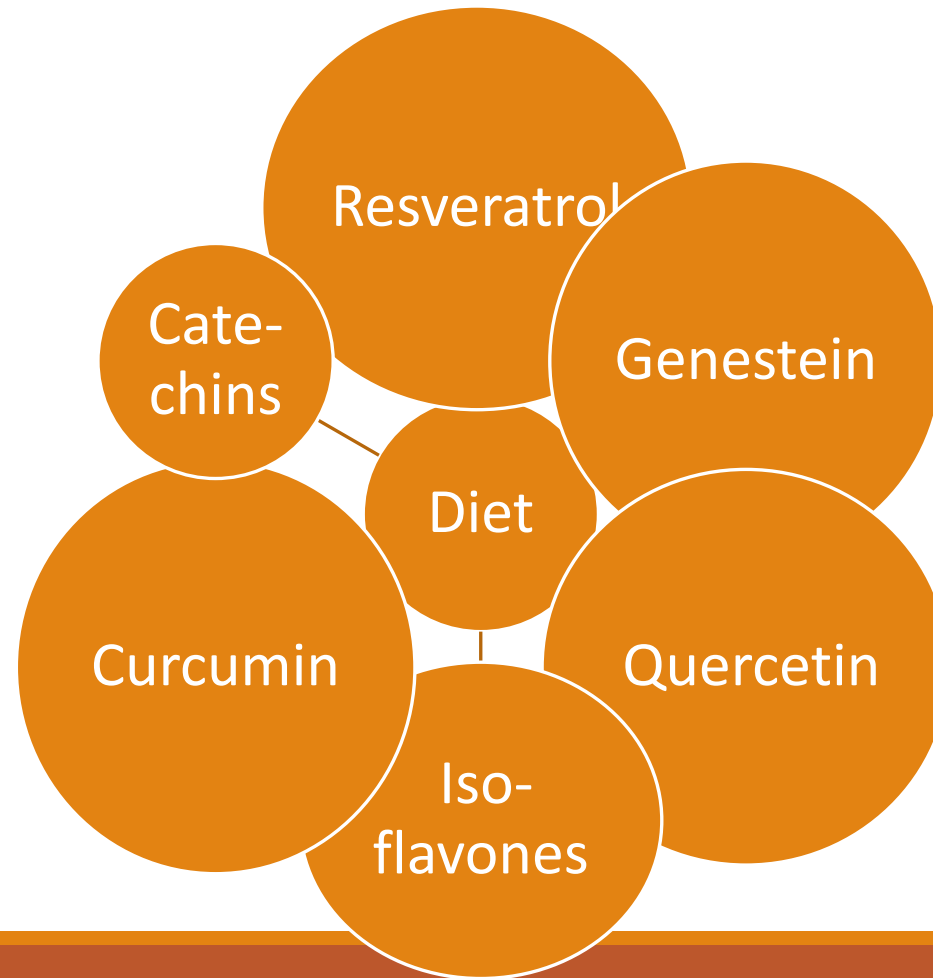 Resveratrol
Genestein
Quercetin
Iso-
flavones
Curcumin
Cate-
chins
Diet